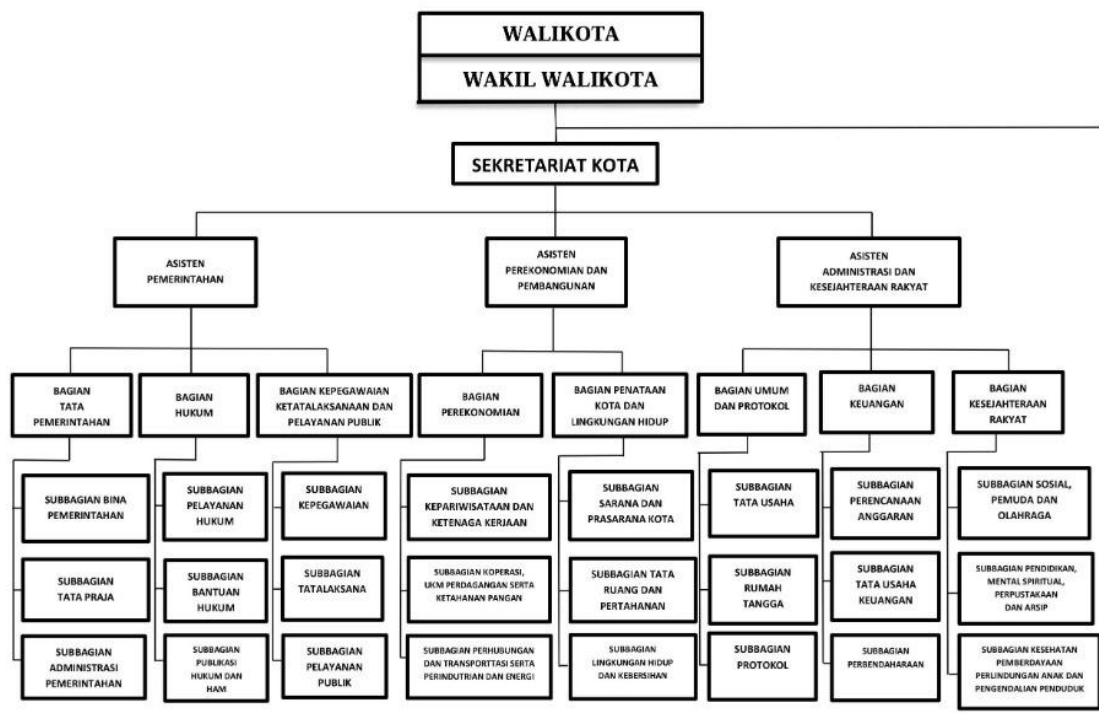 WALIKOTA
WAKIL WALIKOTA
SEKRETARIAT KOTA
ASISTEN
PEMERINTAHAN
ASISTEN
PEREKONOMIAN DAN
PEMBANGUNAN
ASISTEN
ADMINISTRASI DAN
KESEJAHTERAAN RAKYAT
BAGIAN
TATA
PEMERINTAHAN
BAGIAN
HUKUM
BAGIAN KEPEGAWAIAN
KETATALAKSANAAN DAN
PELAYANAN PUBLIK
BAGIAN
PEREKONOMIAN
BAGIAN PENATAAN
KOTA DAN
LINGKUNGAN HIDUP
BAGIAN UMUM
DAN PROTOKOL
BAGIAN
KEUANGAN
BAGIAN
KESEJAHTERAAN
RAKYAT
SUBBAGIAN BINA
PEMERINTAHAN
SUBBAGIAN
PELAYANAN
HUKUM
SUBBAGIAN
KEPEGAWAIAN
SUBBAGIAN
KEPARIWISATAAN DAN
KETENAGA KERJAAN
SUBBAGIAN
SARANA DAN
PRASARANA KOTA
SUBBAGIAN
TATA USAHA
SUBBAGIAN
PERENCANAAN
ANGGARAN
SUBBAGIAN SOSIAL,
PEMUDA DAN
OLAHRAGA
SUBBAGIAN
TATA PRAJA
SUBBAGIAN
BANTUAN
HUKUM
SUBBAGIAN
TATALAKSANA
SUBBAGIAN KOPERASI,
UKM PERDAGANGAN SERTA
KETAHANAN PANGAN
SUBBAGIAN TATA
RUANG DAN
PERTAHANAN
SUBBAGIAN
RUMAH
TANGGA
SUBBAGIAN
TATA USAHA
KEUANGAN
SUBBAGIAN PENDIDIKAN,
MENTAL SPIRITUAL,
PERPUSTAKAAN
DAN ARSIP
SUBBAGIAN
ADMINISTRASI
PEMERINTAHAN
SUBBAGIAN
PUBLIKASI
HUKUM DAN
HAM
SUBBAGIAN
PELAYANAN
PUBLIK
SUBBAGIAN PERHUBUNGAN
DAN TRANSPORTTASI SERTA
PERINDUTRIAN DAN ENERGI
SUBBAGIAN
LINGKUNGAN HIDUP
DAN KEBERSIHAN
SUBBAGIAN
PROTOKOL
SUBBAGIAN
PERBENDAHARAAN
SUBBAGIAN KESEHATAN
PEMBERDAYAAN
PERLINDUNGAN ANAK DAN
PENGENDALIAN PENDUDUK